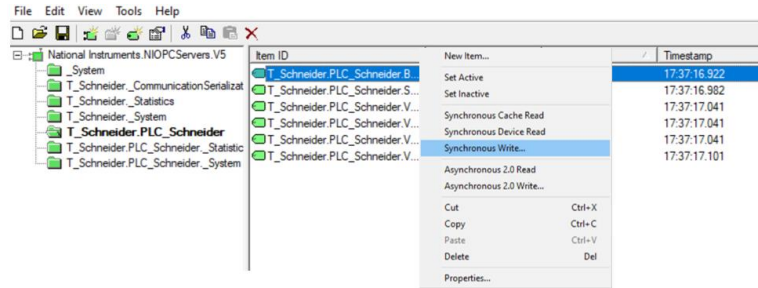 File Edit View Tools Help
National Instruments.NIOPCServers.V5
_System
T_Schneider._CommunicationSerializat
T_Schneider._Statistics
T_Schneider._System
T_Schneider.PLC_Schneider
T_Schneider.PLC_Schneider._Statistic
T_Schneider.PLC_Schneider._System
Item ID
T_Schneider.PLC_Schneider.B...
T_Schneider.PLC_Schneider.S...
T_Schneider.PLC_Schneider.V...
T_Schneider.PLC_Schneider.V...
T_Schneider.PLC_Schneider.V...
T_Schneider.PLC_Schneider.V...
New Item...
Set Active
Set Inactive
Synchronous Cache Read
Synchronous Device Read
Synchronous Write...
Asynchronous 2.0 Read
Asynchronous 2.0 Write...
Cut Ctrl+X
Copy Ctrl+C
Paste Ctrl+V
Delete Del
Properties...
Timestamp
17:37:16.922
17:37:16.982
17:37:17.041
17:37:17.041
17:37:17.041
17:37:17.101